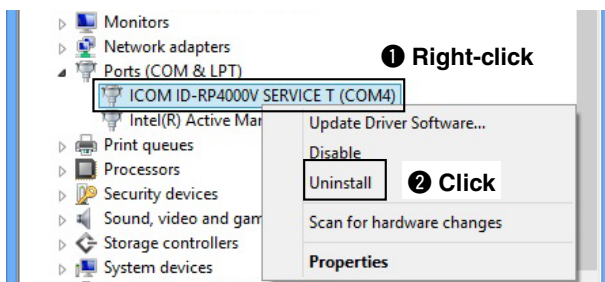 Monitors
Network adapters
❶ Right-click
Ports (COM & LPT)
ICOM ID-RP4000V SERVICE T (COM4)
Intel(R) Active Mar
Update Driver Software...
Print queues
Disable
Processors
Uninstall
❷ Click
Security devices
Sound, video and gam
Scan for hardware changes
Storage controllers
System devices
Properties